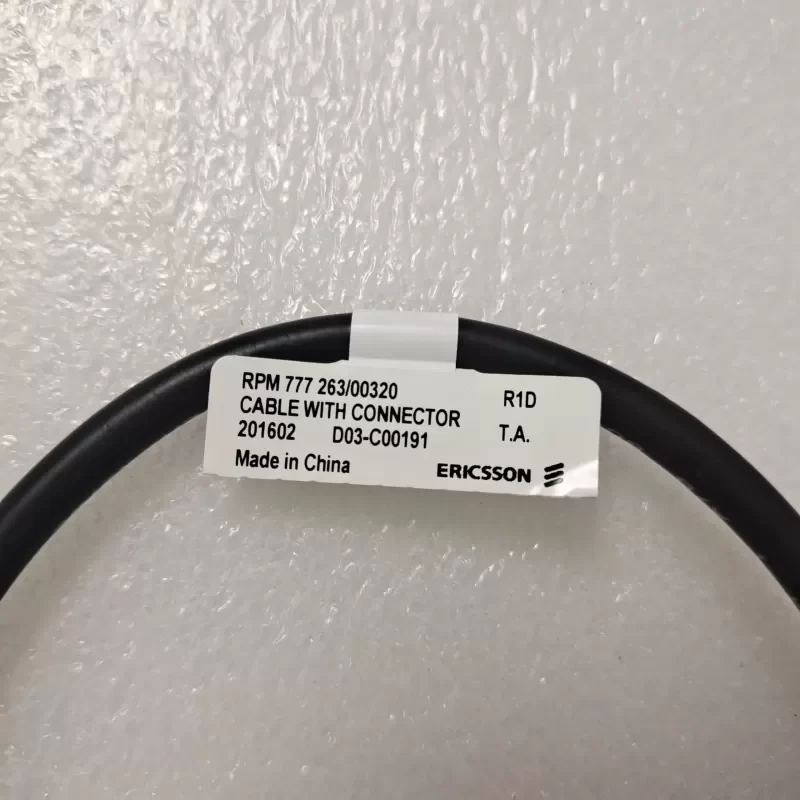 RPM 777 263/00320 R1D
CABLE WITH CONNECTOR
201602 D03-C00191 T.A.
Made in China ERICSSON